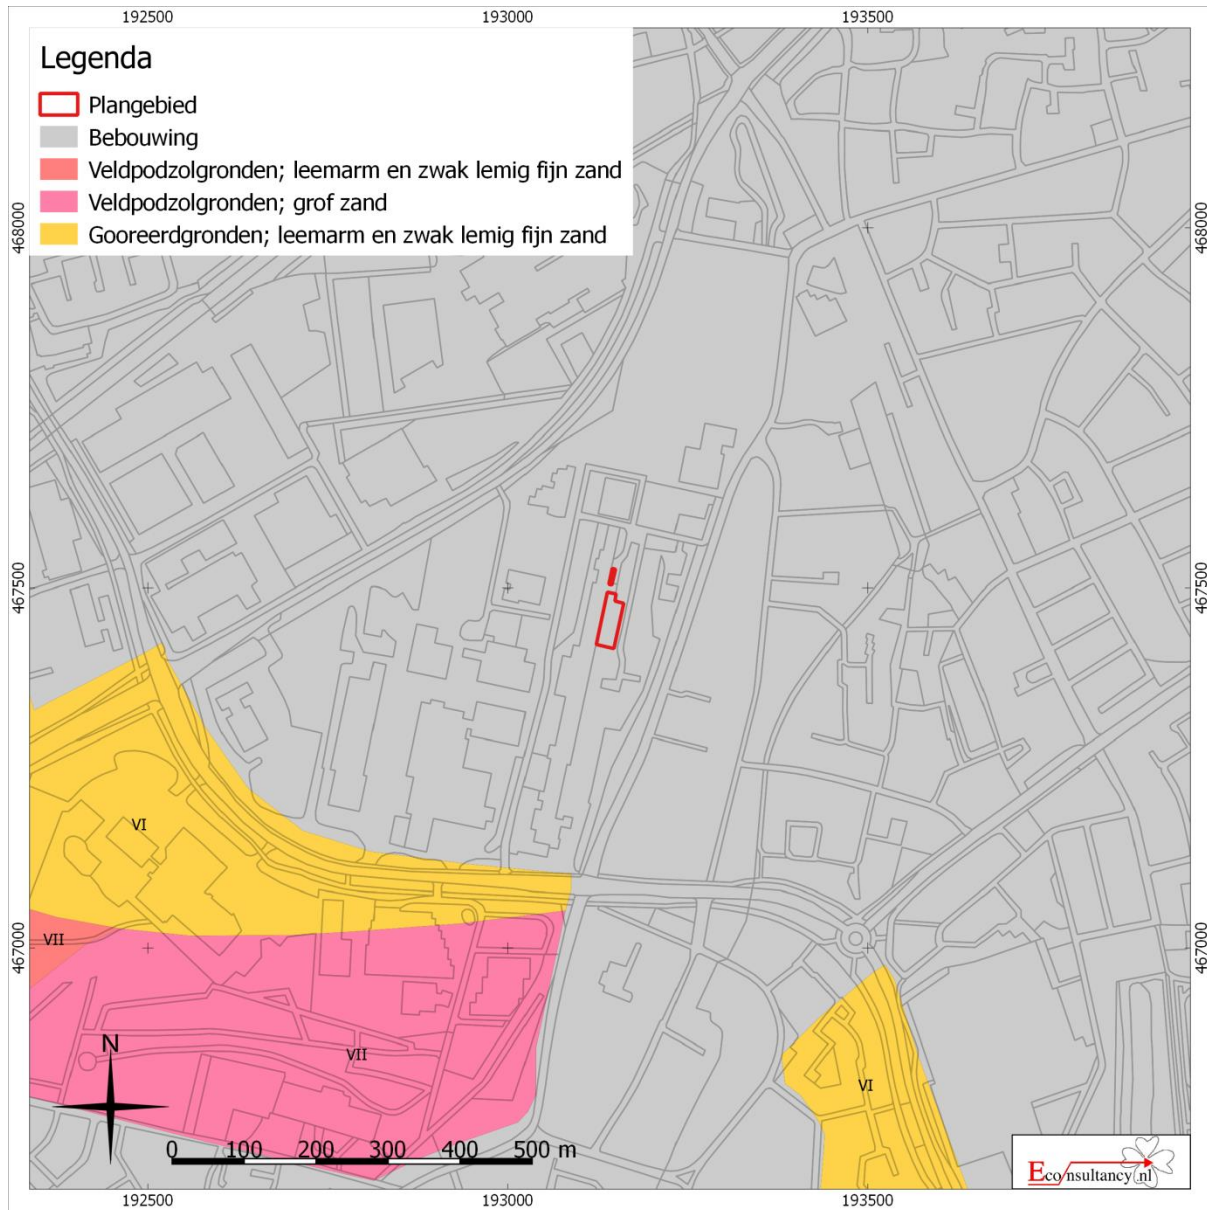 192500 193000 193500
Legenda
Plangebied
Bebouwing
Veldpodzolgronden; leemarm en zwak lemig fijn zand
Veldpodzolgronden; grof zand
Gooreerdgronden; leemarm en zwak lemig fijn zand
468000 468000
467500 467500
VI
VII
467000 467000
N
VII
VI
0 100 200 300 400 500 m
Econsultancy.nl
192500 193000 193500